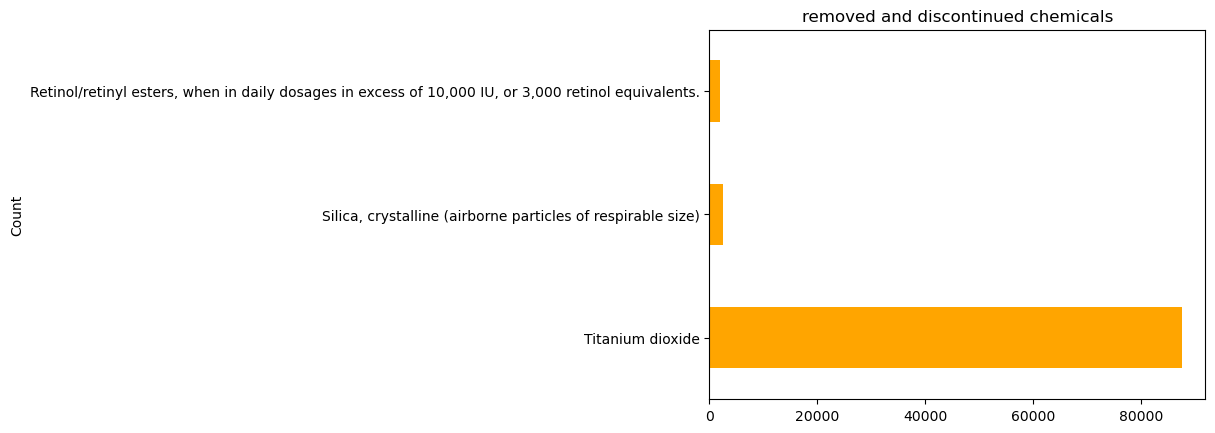 removed and discontinued chemicals
Retinol/retinyl esters, when in daily dosages in excess of 10,000 IU, or 3,000 retinol equivalents.
Count
Silica, crystalline (airborne particles of respirable size)
Titanium dioxide
0 20000 40000 60000 80000